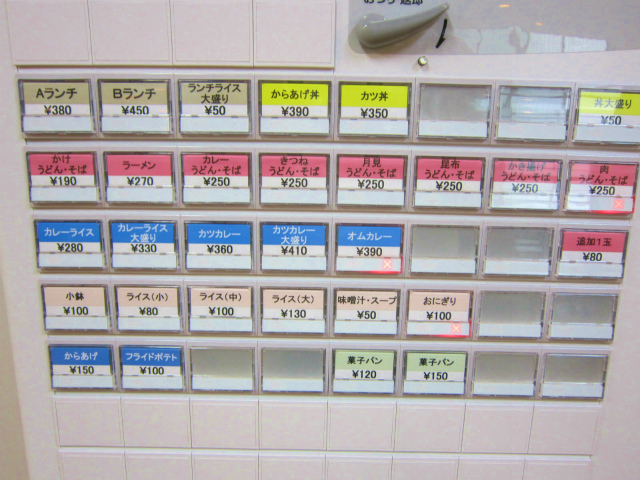 おつり返却
Aランチ
¥380
Bランチ
¥450
ランチライス
大盛り
¥50
からあげ丼
¥390
カツ丼
¥350
丼大盛り
¥50
かけ
うどん・そば
¥190
ラーメン
¥270
カレー
うどん・そば
¥250
きつね
うどん・そば
¥250
月見
うどん・そば
¥250
昆布
うどん・そば
¥250
かき揚げ
うどん・そば
¥250
肉
うどん・そば
¥250
カレーライス
¥280
カレーライス
大盛り
¥330
カツカレー
¥360
カツカレー
大盛り
¥410
オムカレー
¥390
追加1玉
¥80
小鉢
¥100
ライス(小)
¥80
ライス(中)
¥100
ライス(大)
¥130
味噌汁・スープ
¥50
おにぎり
¥100
からあげ
¥150
フライドポテト
¥100
菓子パン
¥120
菓子パン
¥150